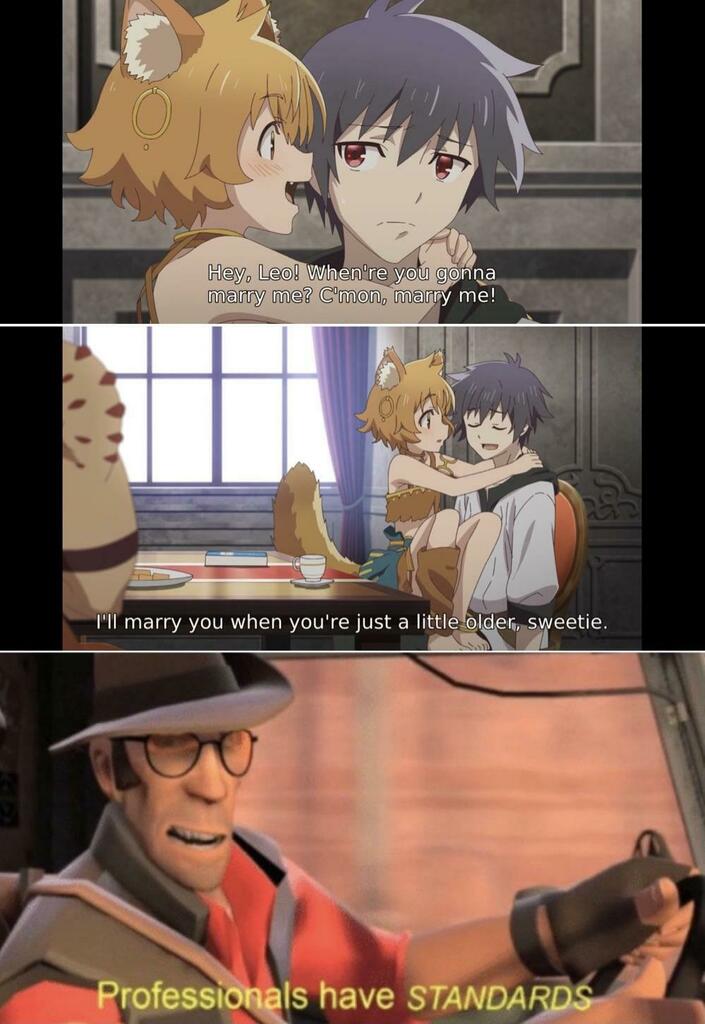 Hey, Leo! When're you gonna
marry me? C'mon, marry me!
I'll marry you when you're just a little older, sweetie.
Professionals have STANDARDS